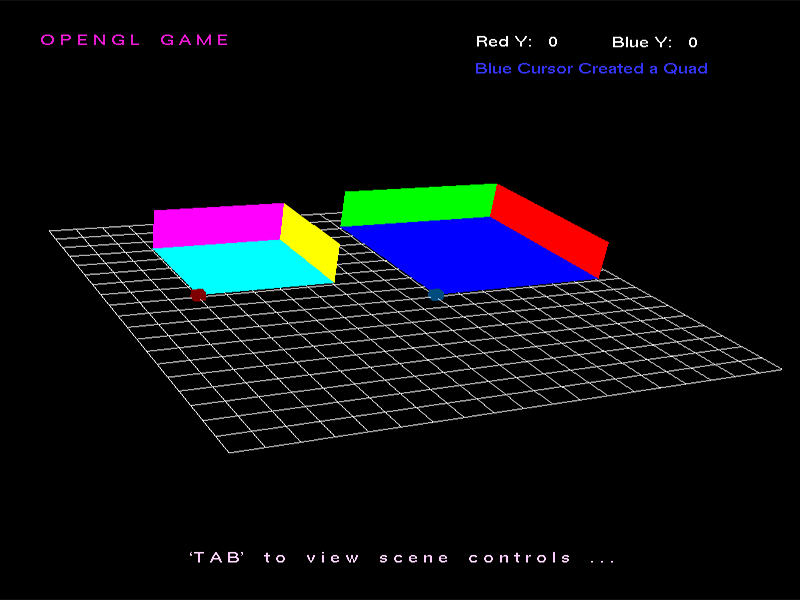 OPENGL GAME
Red Y: 0 Blue Y: 0
Blue Cursor Created a Quad
‘TAB’ to view scene controls ...